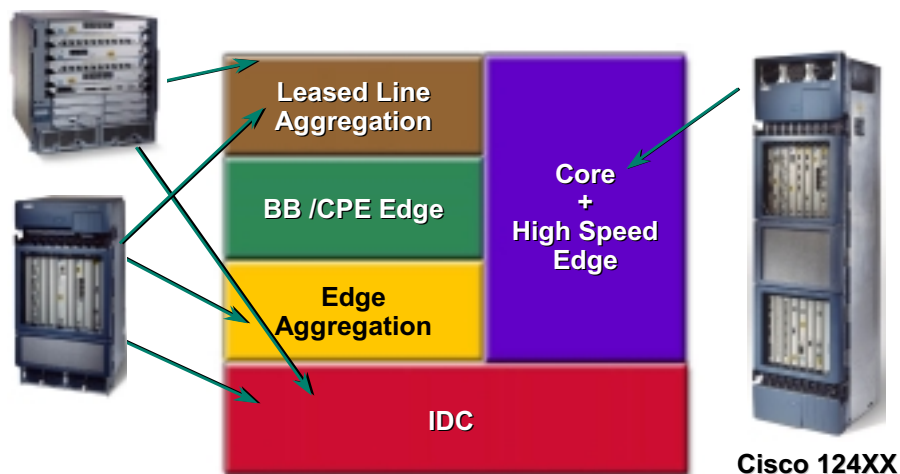 Leased Line
Aggregation
BB /CPE Edge
Edge
Aggregation
Core
+
High Speed
Edge
IDC
Cisco 124XX